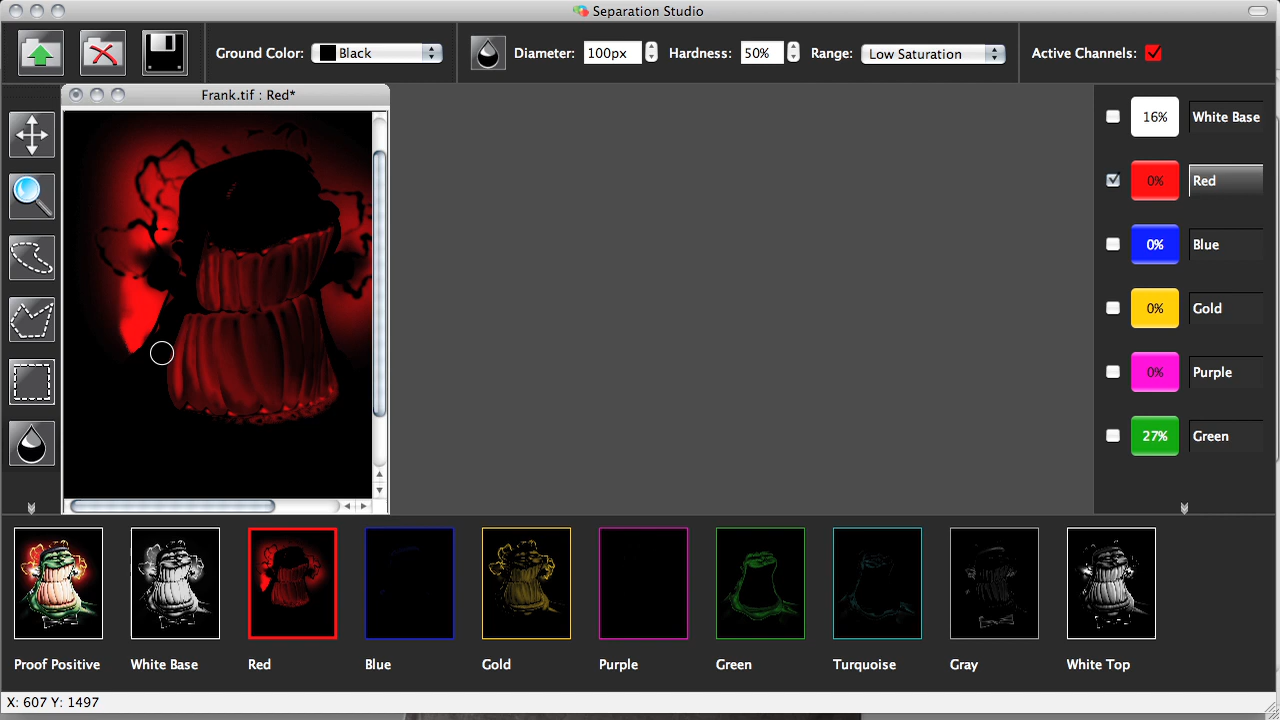 Separation Studio
Ground Color: Black Diameter: 100px Hardness: 50% Range: Low Saturation Active Channels:
Frank.tif : Red*
16% White Base
0% Red
0% Blue
0% Gold
0% Purple
27% Green
Proof Positive White Base Red Blue Gold Purple Green Turquoise Gray White Top
X: 607 Y: 1497